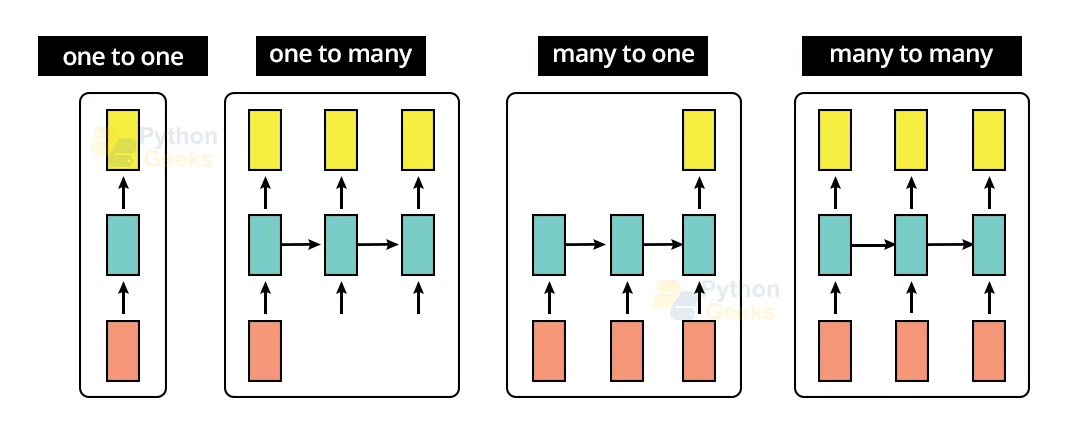 one to one
one to many
many to one
many to many
Python
Geeks
Python
Geeks